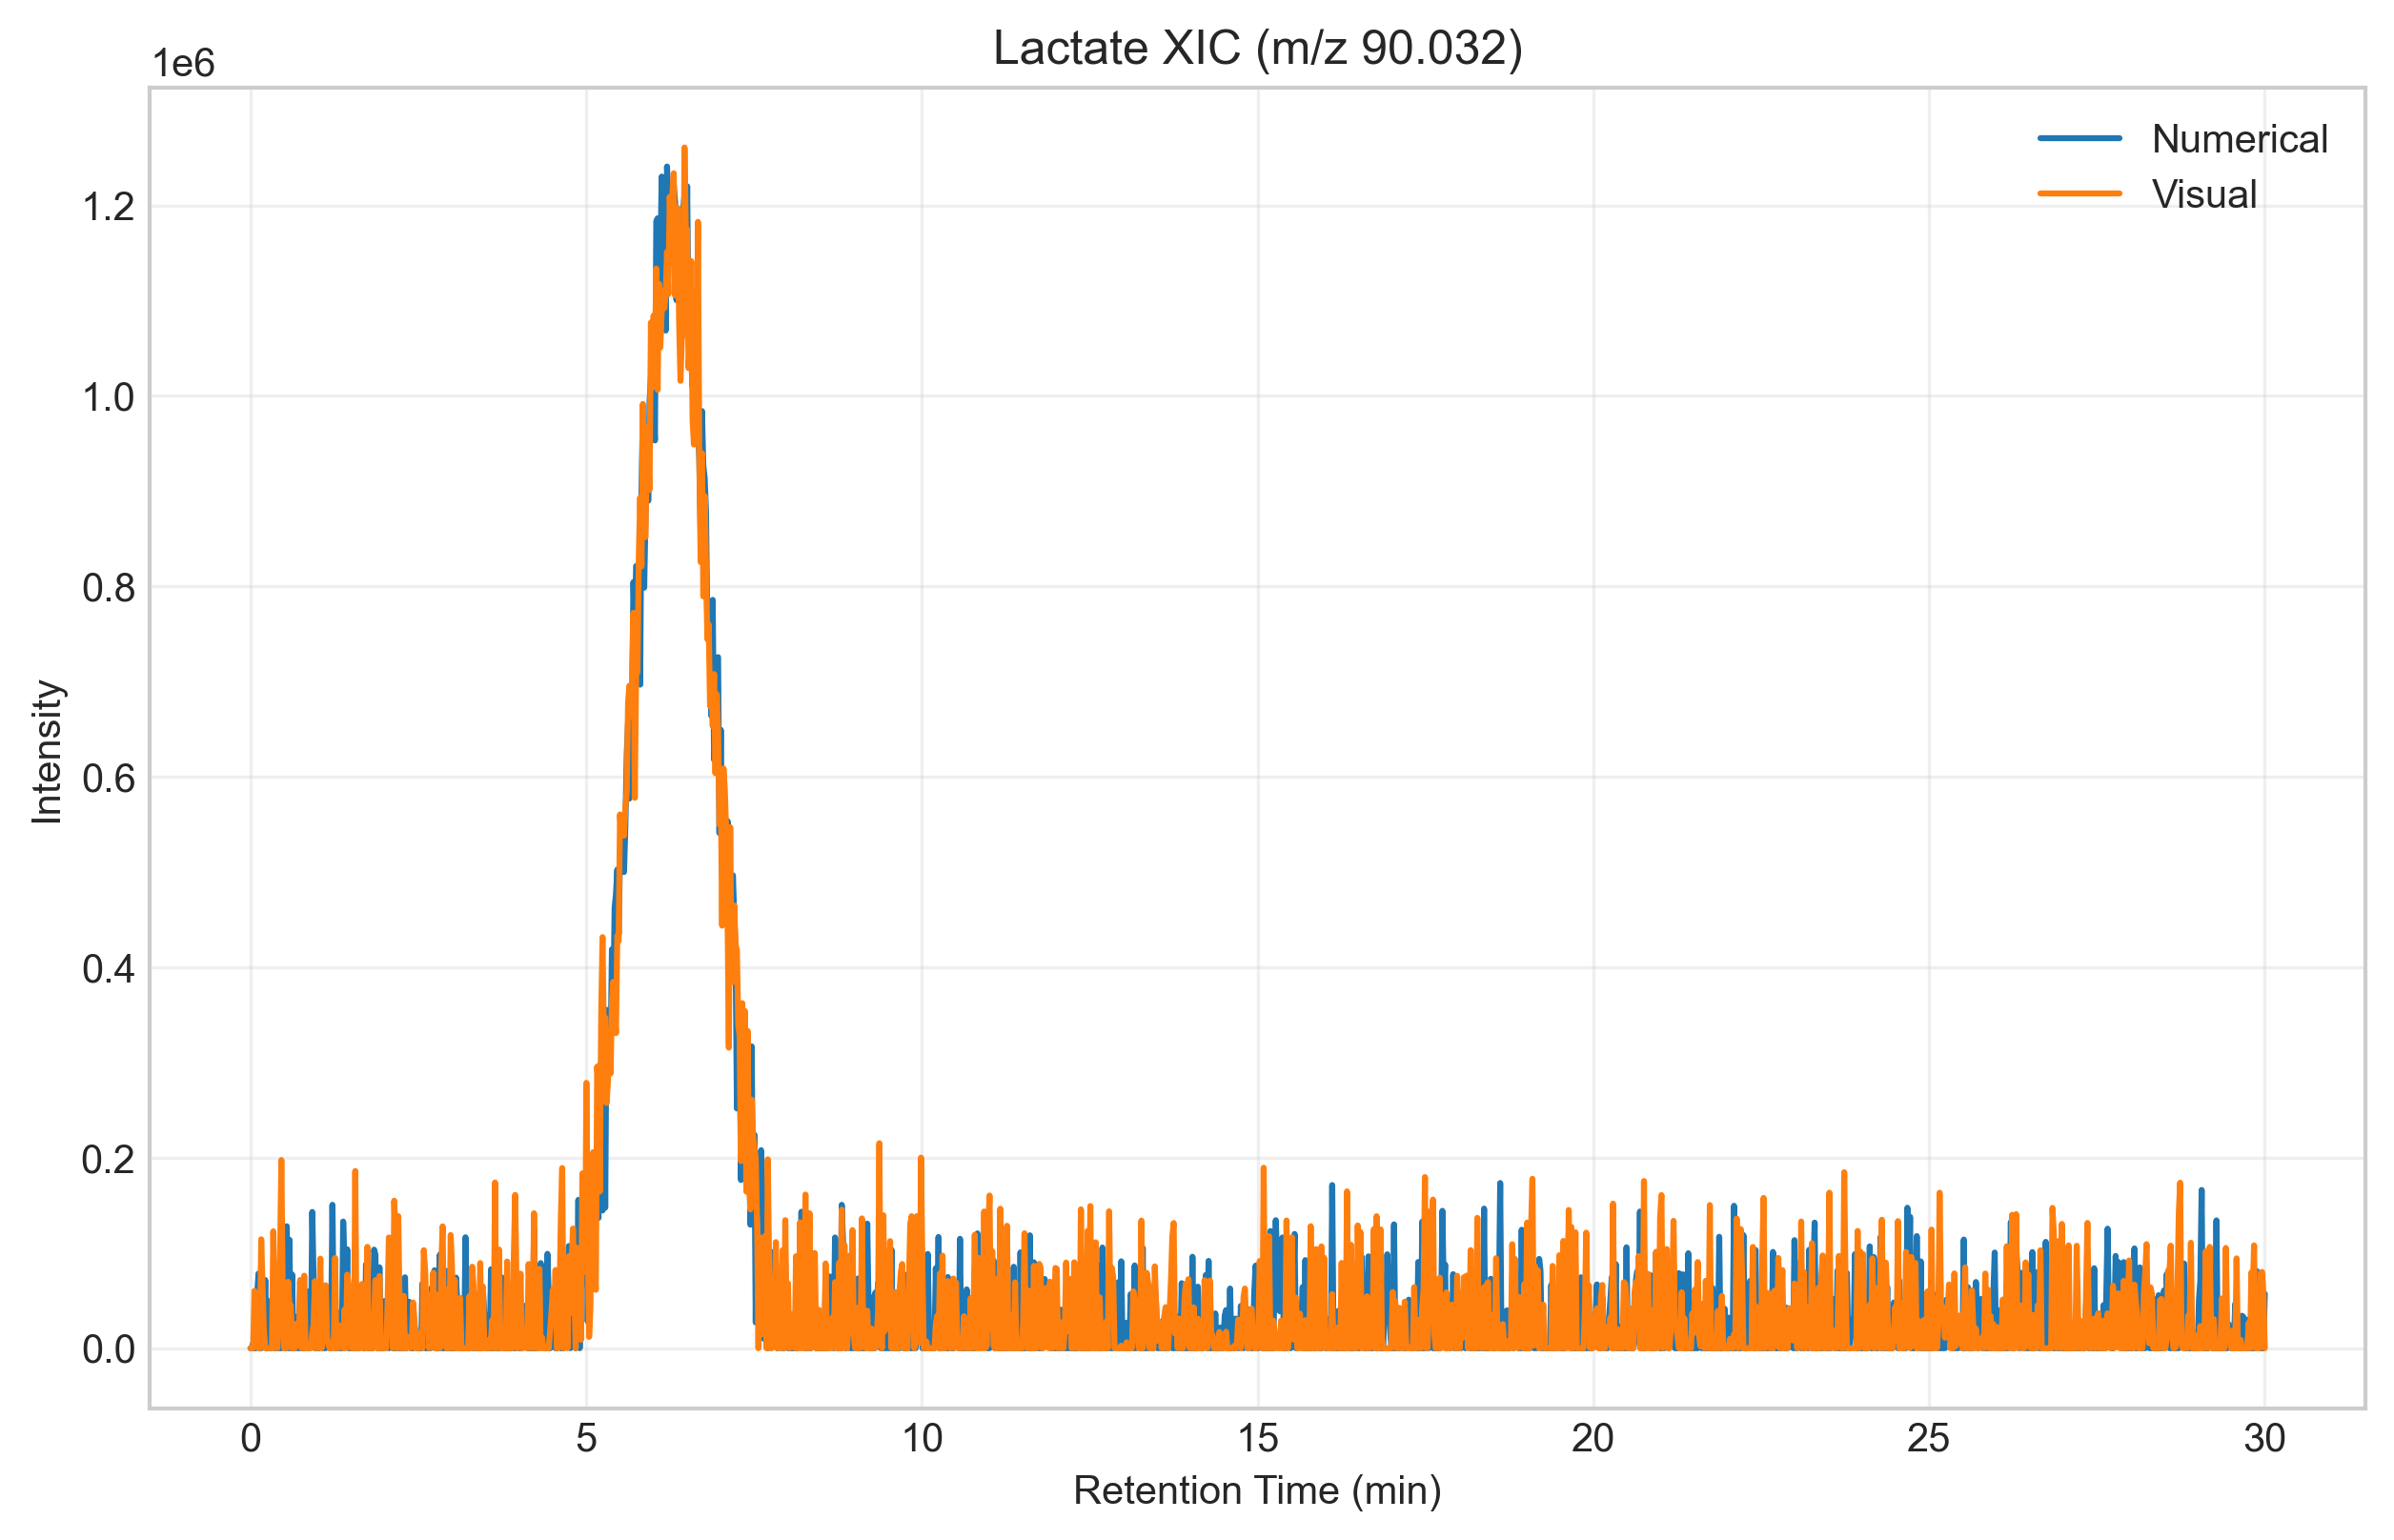 Lactate XIC (m/z 90.032)
1e6
Numerical
Visual
1.2
1.0
0.8
0.6
0.4
0.2
0.0
Intensity
0 5 10 15 20 25 30
Retention Time (min)